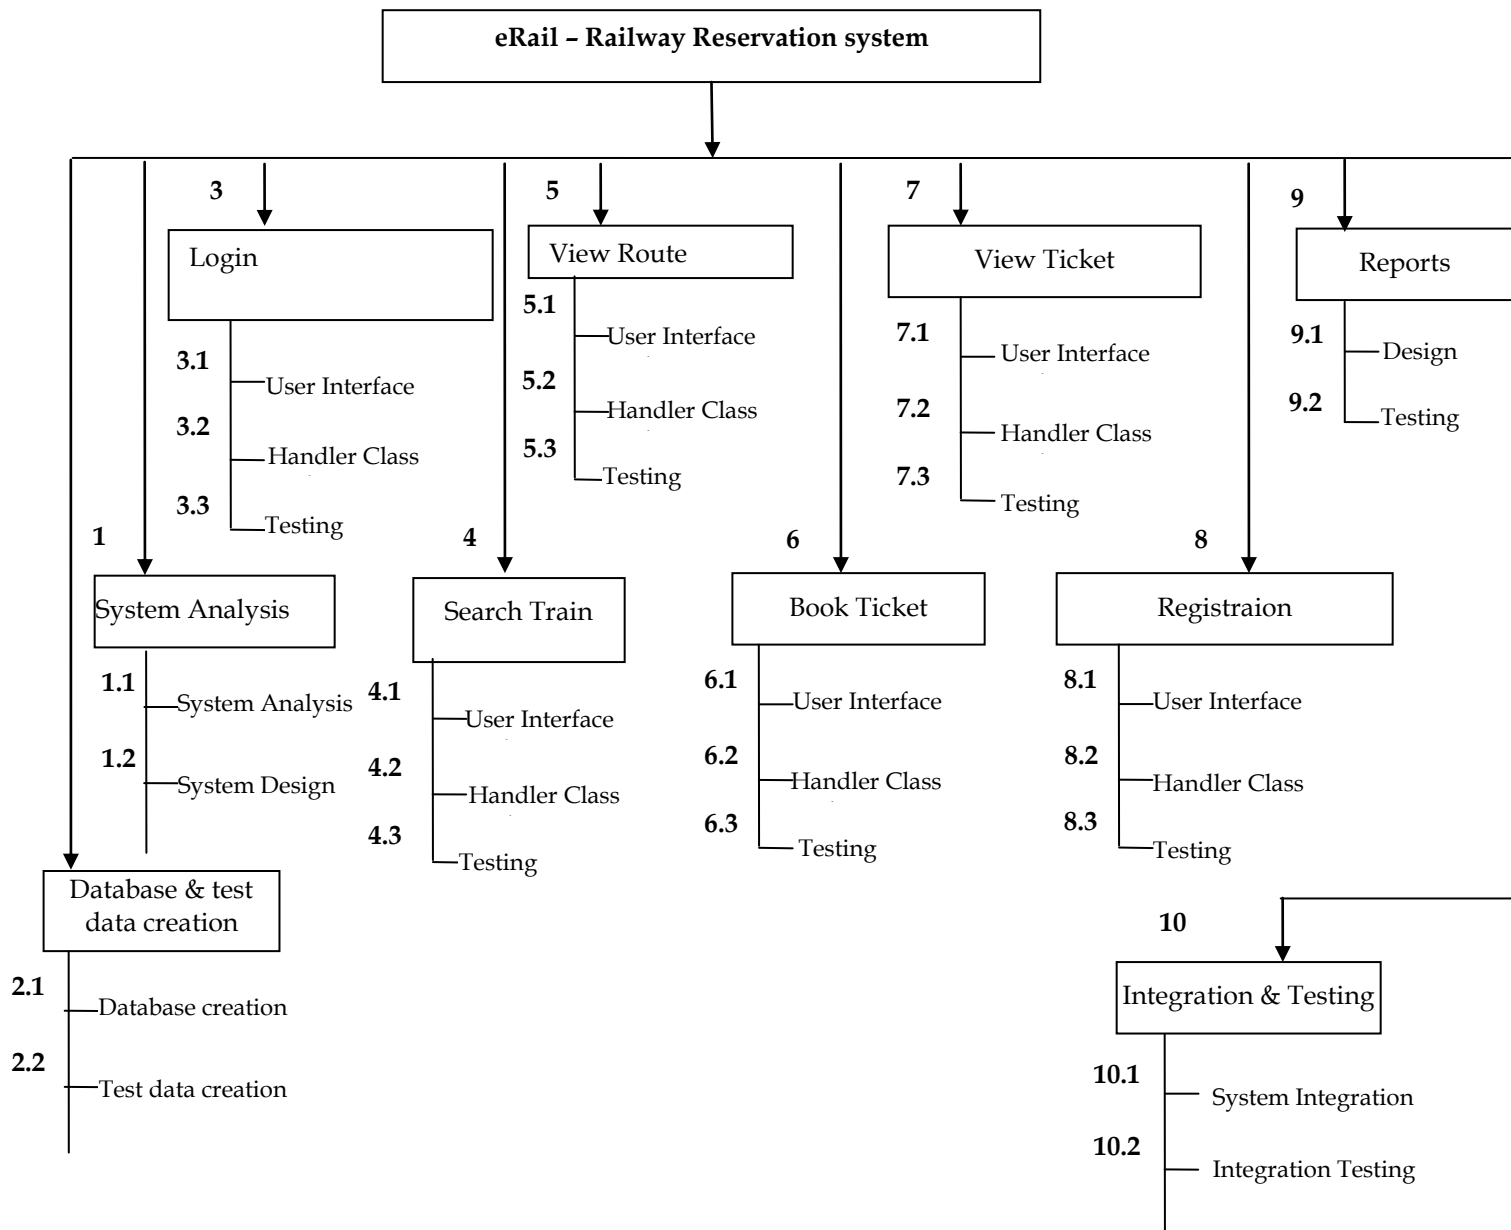 eRail – Railway Reservation system
3
Login
3.1
User Interface
3.2
Handler Class
3.3
Testing
5
View Route
5.1
User Interface
5.2
Handler Class
5.3
Testing
7
View Ticket
7.1
User Interface
7.2
Handler Class
7.3
Testing
9
Reports
9.1
Design
9.2
Testing
1
System Analysis
1.1
System Analysis
1.2
System Design
4
Search Train
4.1
User Interface
4.2
Handler Class
4.3
Testing
6
Book Ticket
6.1
User Interface
6.2
Handler Class
6.3
Testing
8
Registraion
8.1
User Interface
8.2
Handler Class
8.3
Testing
Database & test
data creation
2.1
Database creation
2.2
Test data creation
10
Integration & Testing
10.1
System Integration
10.2
Integration Testing